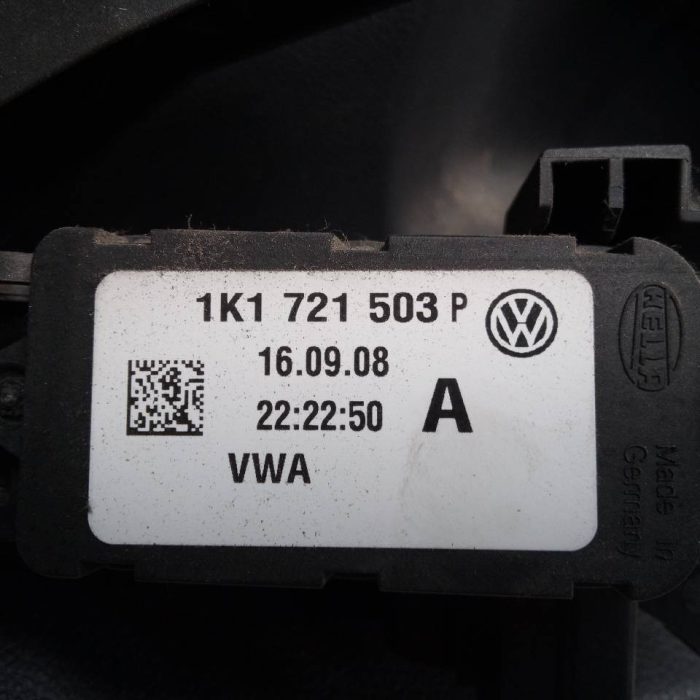 1K1 721 503 P
16.09.08
22:22:50 A
VWA
HELLA
Made in
Germany